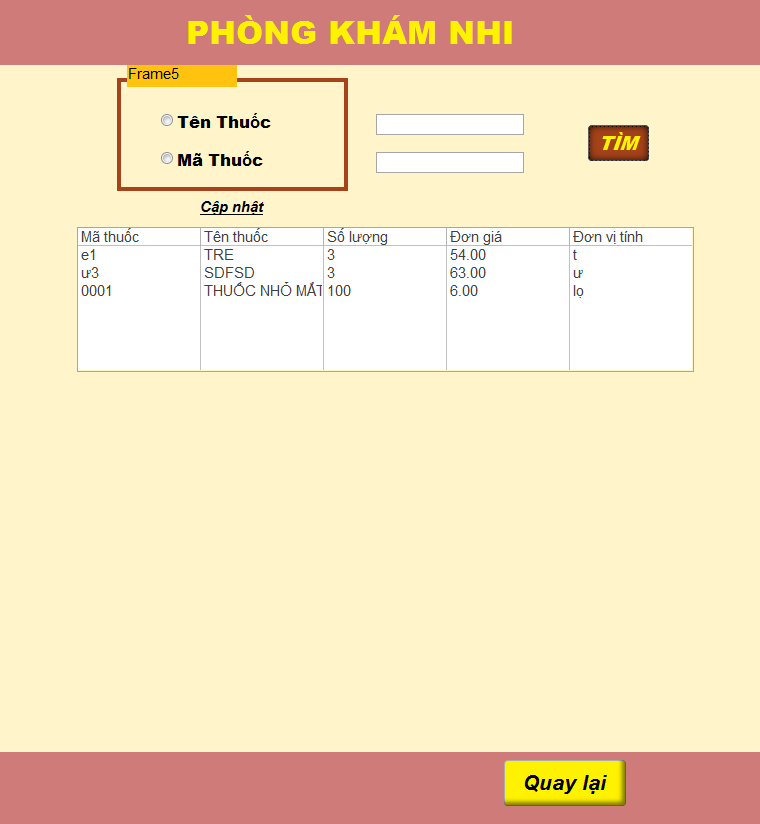 PHÒNG KHÁM NHI
Frame5
Tên Thuốc
Mã Thuốc
TÌM
Cập nhật
Mã thuốc Tên thuốc Số lượng Đơn giá Đơn vị tính
e1 TRE 3 54.00 t
ư3 SDFSD 3 63.00 ư
0001 THUỐC NHỎ MẮT 100 6.00 lọ
Quay lại